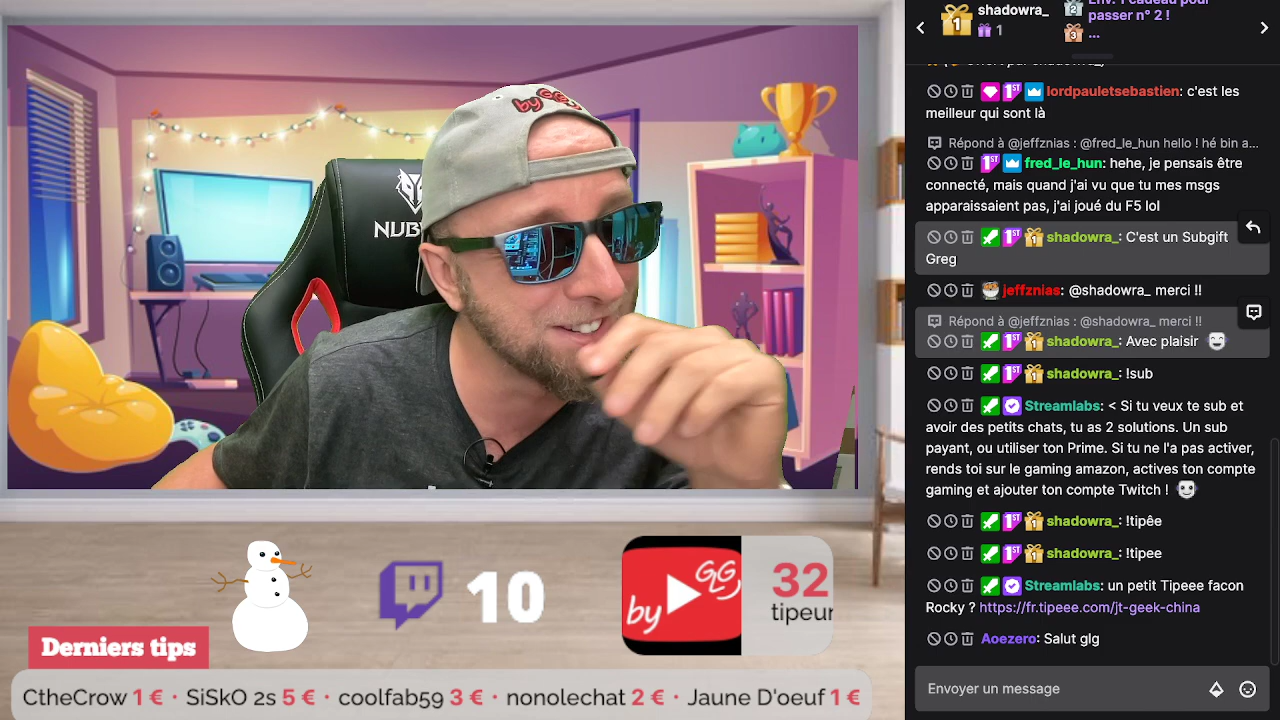 shadowra_
1
1
2
Env. 1 cadeau pour
passer n° 2 !
3
...
lordpauletsebastien: c'est les
meilleur qui sont là
Répond à @jeffznias : @fred_le_hun hello ! hé bin a...
fred_le_hun: hehe, je pensais être
connecté, mais quand j'ai vu que tu mes msgs
apparaissaient pas, j'ai joué du F5 lol
shadowra_: C'est un Subgift
Greg
jeffznias: @shadowra_ merci !!
Répond à @jeffznias : @shadowra_ merci !!
shadowra_: Avec plaisir
shadowra_: !sub
Streamlabs: < Si tu veux te sub et
avoir des petits chats, tu as 2 solutions. Un sub
payant, ou utiliser ton Prime. Si tu ne l'a pas activer,
rends toi sur le gaming amazon, actives ton compte
gaming et ajouter ton compte Twitch !
shadowra_: !tipêe
shadowra_: !tipee
Streamlabs: un petit Tipeee facon
Rocky ? https://fr.tipeee.com/jt-geek-china
Aoezero: Salut glg
Envoyer un message
by GG
10
by GG
32
tipeur
Derniers tips
CtheCrow 1 € · SiSkO 2s 5 € · coolfab59 3 € · nonolechat 2 € · Jaune D'oeuf 1 €